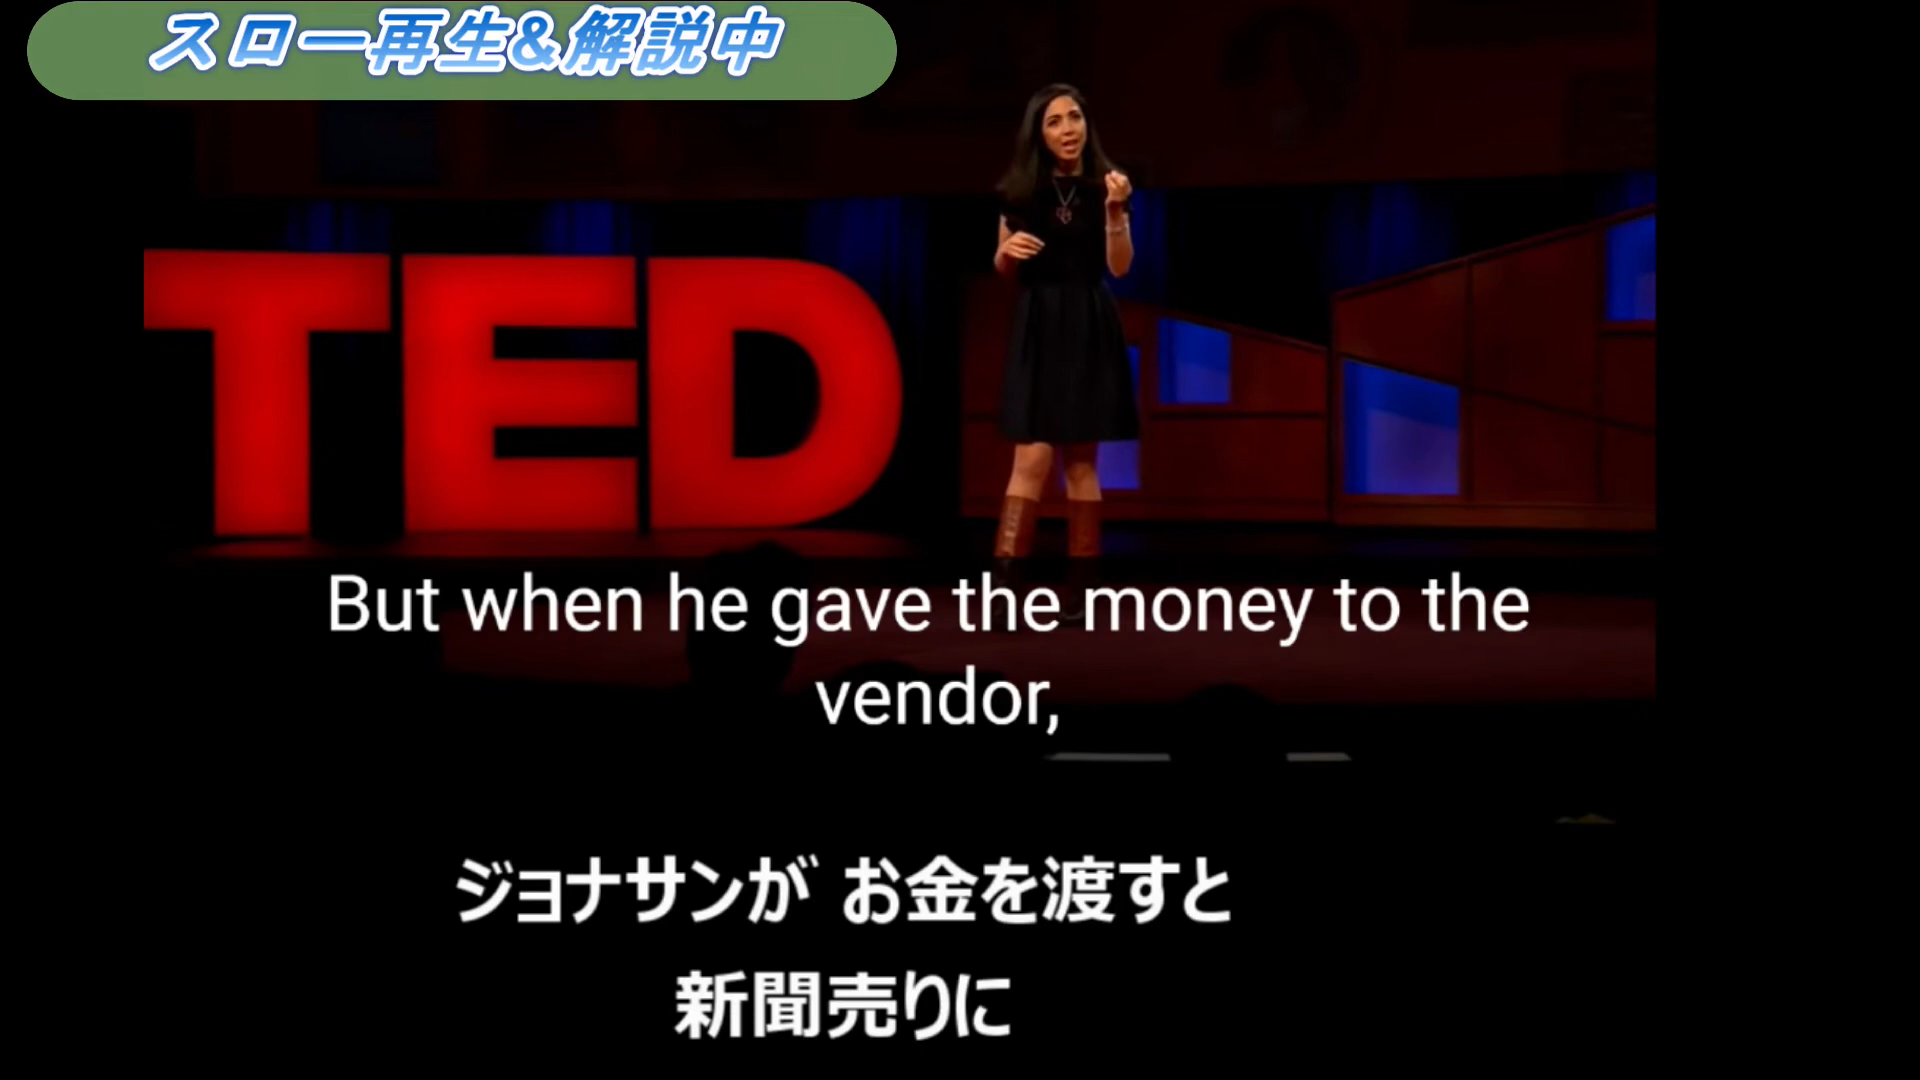 スロー再生&解説中
TED
But when he gave the money to the
vendor,
ジョナサンが お金を渡すと
新聞売りに